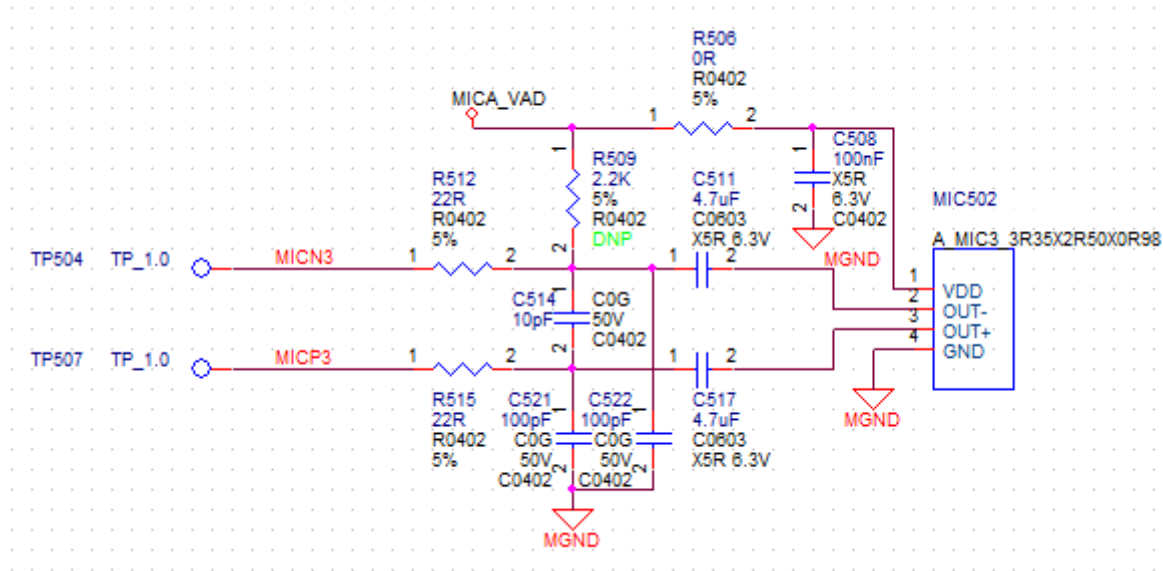 R506
0R
R0402
5%
MICA_VAD
1
2
C508
100nF
X5R
6.3V
C0402
1
2
MGND
R509
2.2K
5%
R0402
DNP
1
2
R512
22R
R0402
5%
C511
4.7uF
C0603
X5R 6.3V
MIC502
A_MIC3_3R35X2R50X0R98
TP504 TP_1.0
MICN3
1
2
1
2
C514
10pF
C0G
50V
C0402
1
2
1
2
3
4
VDD
OUT-
OUT+
GND
MGND
TP507 TP_1.0
MICP3
1
2
1
2
R515
22R
R0402
5%
C521
100pF
C0G
50V
C0402
1
2
C522
100pF
C0G
50V
C0402
1
2
C517
4.7uF
C0603
X5R 6.3V
MGND